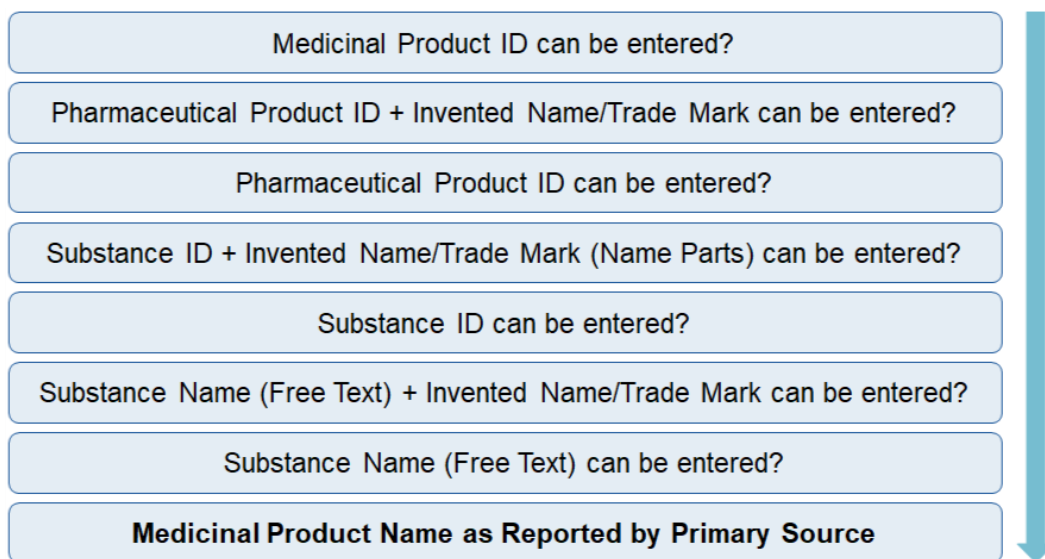 Medicinal Product ID can be entered?
Pharmaceutical Product ID + Invented Name/Trade Mark can be entered?
Pharmaceutical Product ID can be entered?
Substance ID + Invented Name/Trade Mark (Name Parts) can be entered?
Substance ID can be entered?
Substance Name (Free Text) + Invented Name/Trade Mark can be entered?
Substance Name (Free Text) can be entered?
Medicinal Product Name as Reported by Primary Source